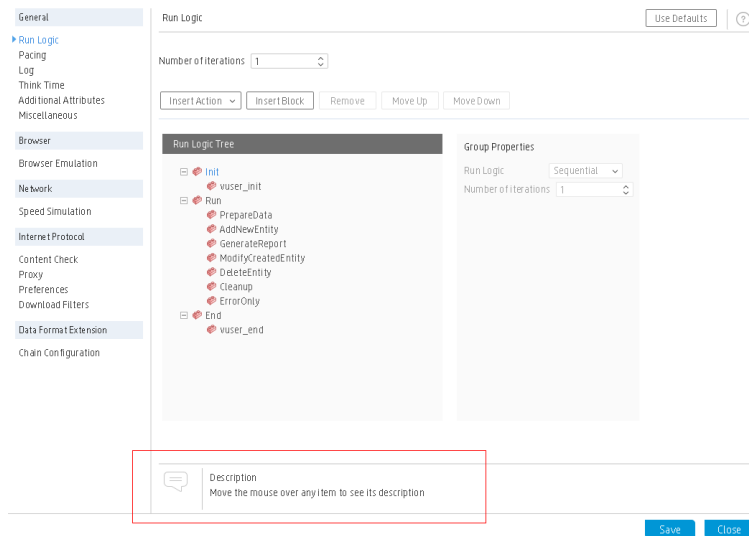 General
Run Logic
Pacing
Log
Think Time
Additional Attributes
Miscellaneous
Browser
Browser Emulation
Network
Speed Simulation
Internet Protocol
Content Check
Proxy
Preferences
Download Filters
Data Format Extension
Chain Configuration
Run Logic
Use Defaults
?
Number of iterations 1
Insert Action Insert Block Remove Move Up Move Down
Run Logic Tree
Init
vuser_init
Run
PrepareData
AddNewEntity
GenerateReport
ModifyCreatedEntity
DeleteEntity
Cleanup
ErrorOnly
End
vuser_end
Group Properties
Run Logic Sequential
Number of iterations 1
Description
Move the mouse over any item to see its description
Save Close